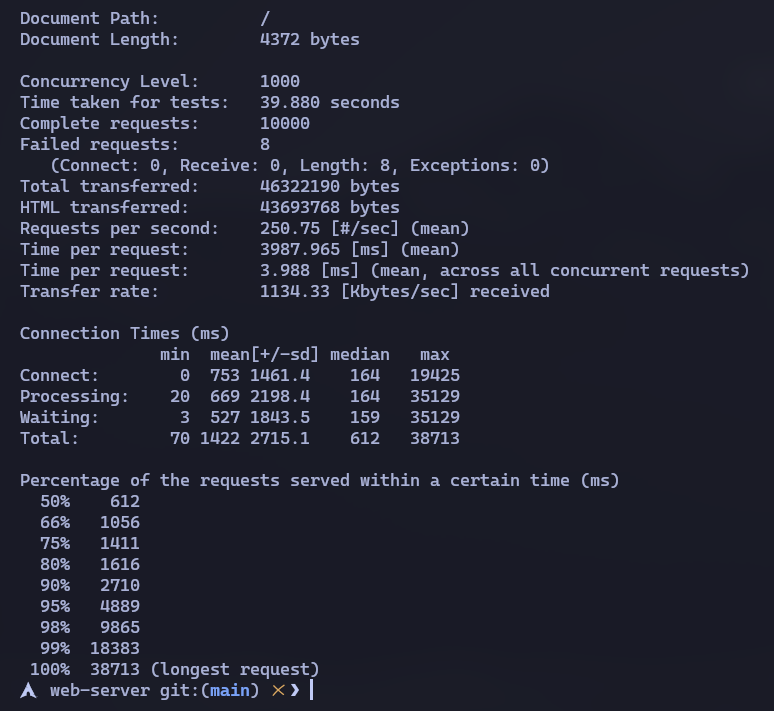 Document Path:          /
Document Length:        4372 bytes

Concurrency Level:      1000
Time taken for tests:   39.880 seconds
Complete requests:      10000
Failed requests:        8
   (Connect: 0, Receive: 0, Length: 8, Exceptions: 0)
Total transferred:      46322190 bytes
HTML transferred:       43693768 bytes
Requests per second:    250.75 [#/sec] (mean)
Time per request:       3987.965 [ms] (mean)
Time per request:       3.988 [ms] (mean, across all concurrent requests)
Transfer rate:          1134.33 [Kbytes/sec] received

Connection Times (ms)
              min  mean[+/-sd] median   max
Connect:        0  753 1461.4    164   19425
Processing:    20  669 2198.4    164   35129
Waiting:        3  527 1843.5    159   35129
Total:         70 1422 2715.1    612   38713

Percentage of the requests served within a certain time (ms)
  50%    612
  66%   1056
  75%   1411
  80%   1616
  90%   2710
  95%   4889
  98%   9865
  99%  18383
 100%  38713 (longest request)
web-server git:(main) ✕ ❯